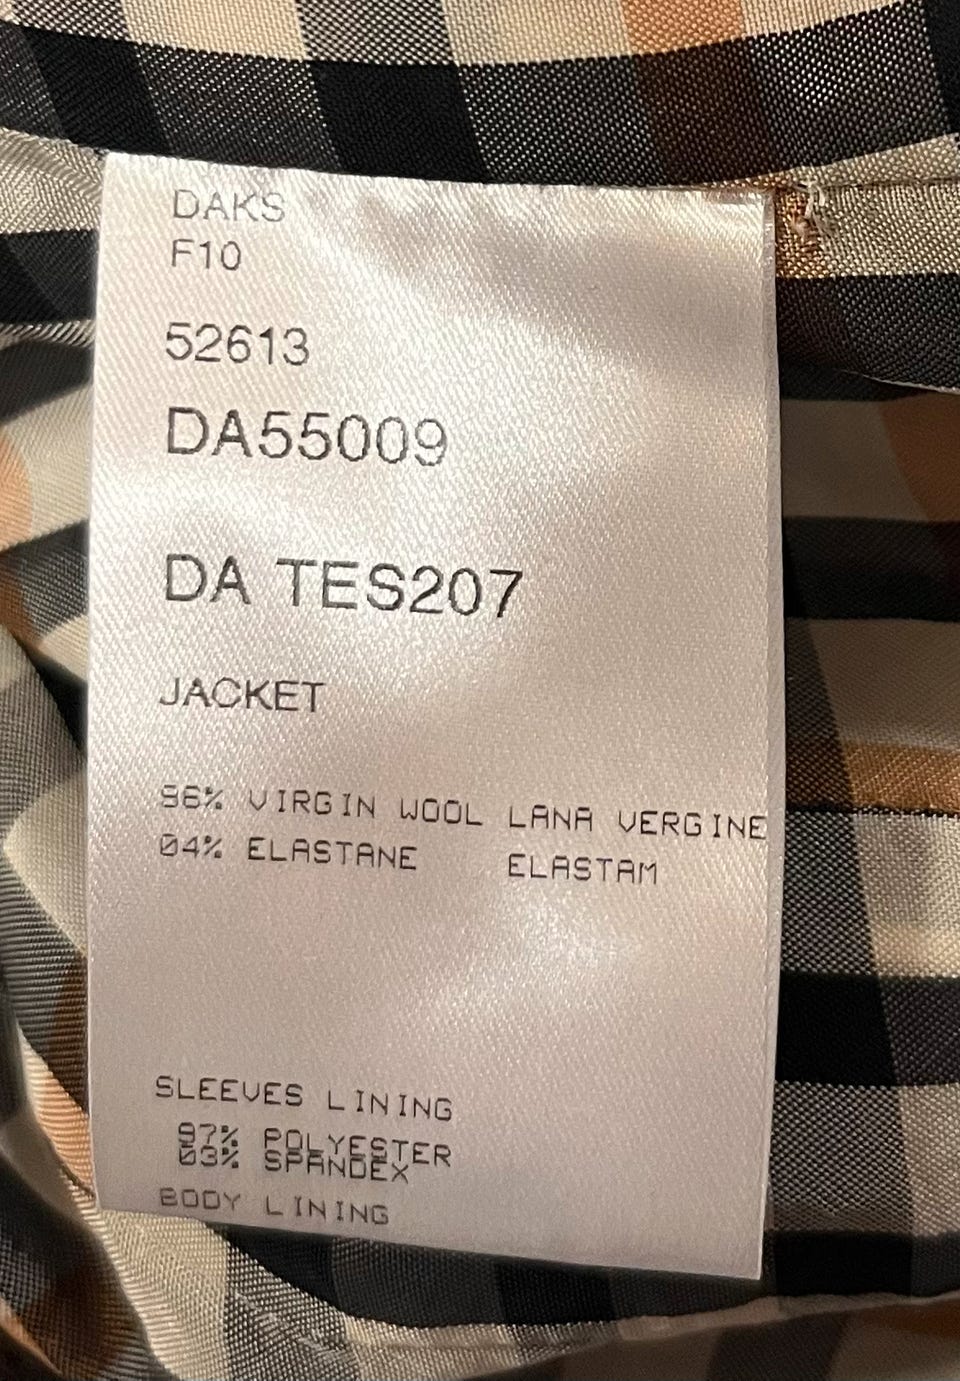 DAKS
F10
52613
DA55009
DA TES207
JACKET
96% VIRGIN WOOL LANA VERGINE
04% ELASTANE ELASTAM
SLEEVES LINING
97% POLYESTER
03% SPANDEX
BODY LINING